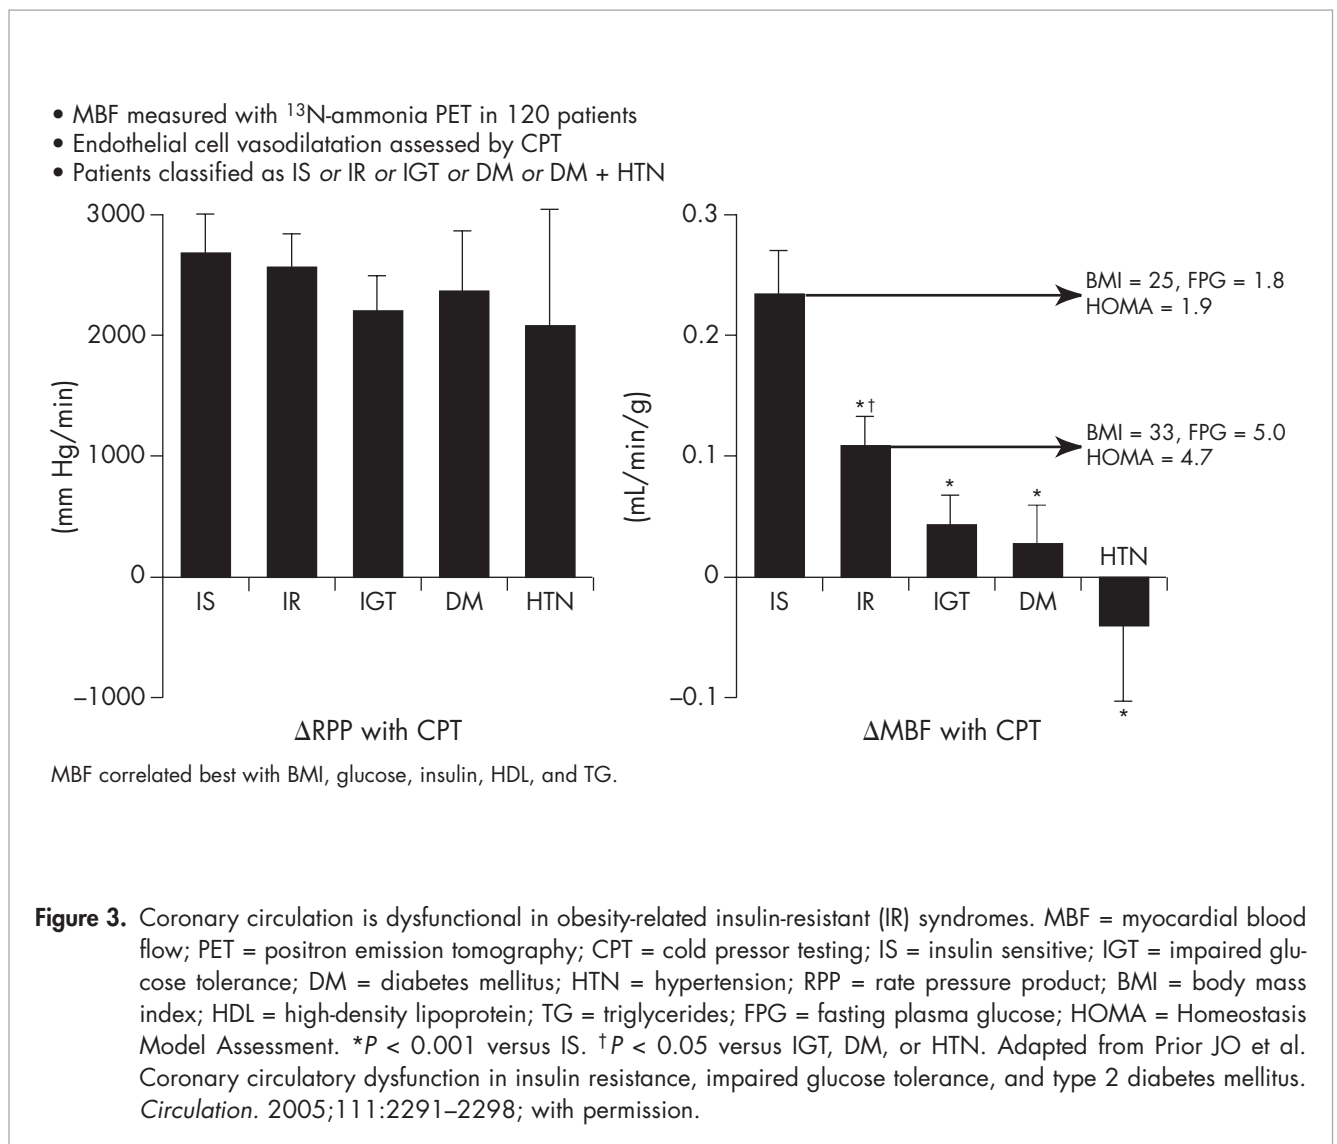 • MBF measured with ¹³N-ammonia PET in 120 patients
• Endothelial cell vasodilatation assessed by CPT
• Patients classified as IS or IR or IGT or DM or DM + HTN
3000
2000
1000
0
–1000
(mm Hg/min)
IS IR IGT DM HTN
ΔRPP with CPT
0.3
0.2
0.1
0
–0.1
(mL/min/g)
BMI = 25, FPG = 1.8
HOMA = 1.9
*†
BMI = 33, FPG = 5.0
HOMA = 4.7
*
*
HTN
IS IR IGT DM
*
ΔMBF with CPT
MBF correlated best with BMI, glucose, insulin, HDL, and TG.
Figure 3. Coronary circulation is dysfunctional in obesity-related insulin-resistant (IR) syndromes. MBF = myocardial blood
flow; PET = positron emission tomography; CPT = cold pressor testing; IS = insulin sensitive; IGT = impaired glu-
cose tolerance; DM = diabetes mellitus; HTN = hypertension; RPP = rate pressure product; BMI = body mass
index; HDL = high-density lipoprotein; TG = triglycerides; FPG = fasting plasma glucose; HOMA = Homeostasis
Model Assessment. *P < 0.001 versus IS. †P < 0.05 versus IGT, DM, or HTN. Adapted from Prior JO et al.
Coronary circulatory dysfunction in insulin resistance, impaired glucose tolerance, and type 2 diabetes mellitus.
Circulation. 2005;111:2291–2298; with permission.